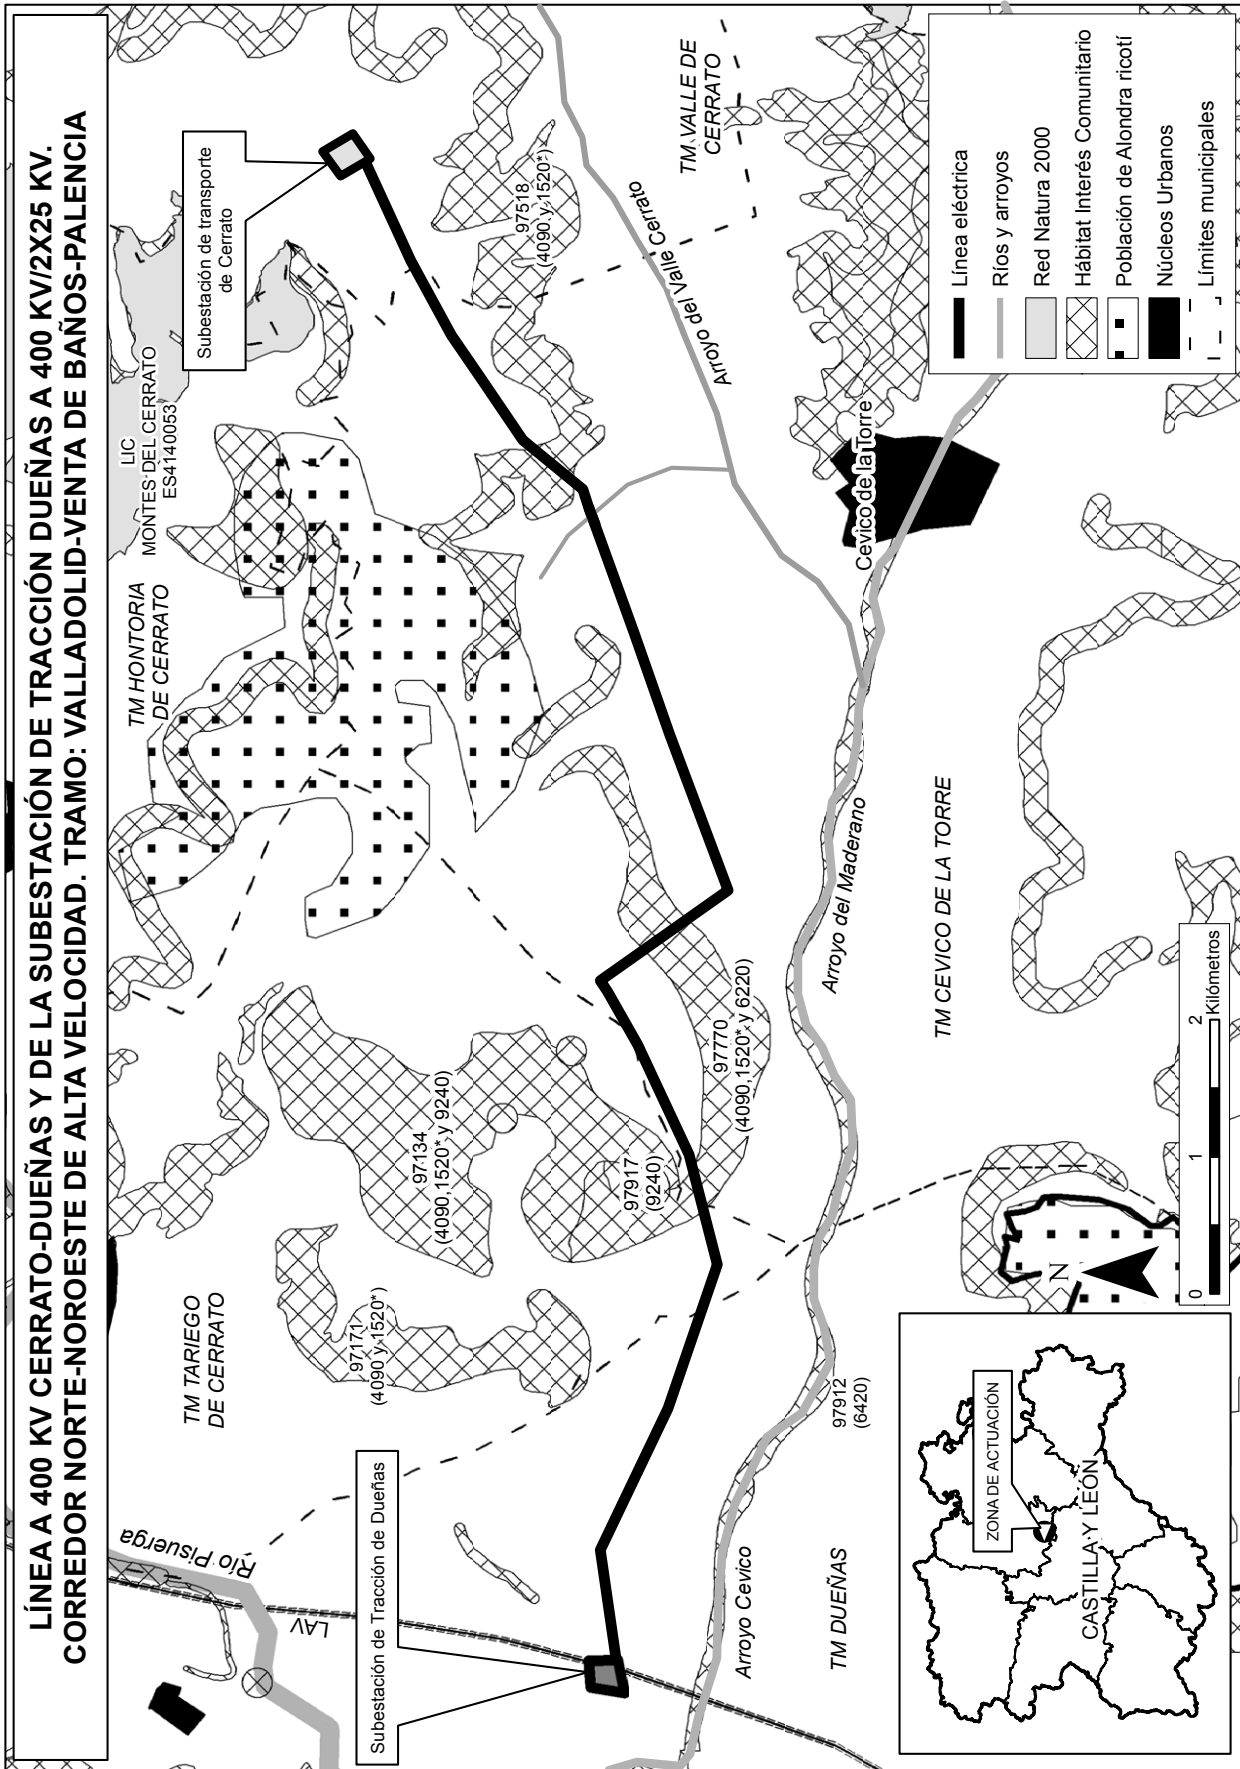 LÍNEA A 400 KV CERRATO-DUEÑAS Y DE LA SUBESTACIÓN DE TRACCIÓN DUEÑAS A 400 KV/2X25 KV.
CORREDOR NORTE-NOROESTE DE ALTA VELOCIDAD. TRAMO: VALLADOLID-VENTA DE BAÑOS-PALENCIA
Río Pisuerga
LAV
TM TARIEGO
DE CERRATO
TM HONTORIA
DE CERRATO
LIC
MONTES DEL CERRATO
ES4140053
Subestación de transporte
de Cerrato
Subestación de Tracción de Dueñas
97171
(4090 y 1520*)
97134
(4090,1520* y 9240)
97917
(9240)
97770
(4090,1520* y 6220)
97518
(4090 y 1520*)
Arroyo del Valle Cerrato
TM VALLE DE
CERRATO
Arroyo Cevico
TM DUEÑAS
97912
(6420)
Arroyo del Maderano
TM CEVICO DE LA TORRE
Cevico de la Torre
ZONA DE ACTUACIÓN
CASTILLA Y LEÓN
N
0
1
2
Kilómetros
Línea eléctrica
Ríos y arroyos
Red Natura 2000
Hábitat Interés Comunitario
Población de Alondra ricotí
Núcleos Urbanos
Límites municipales